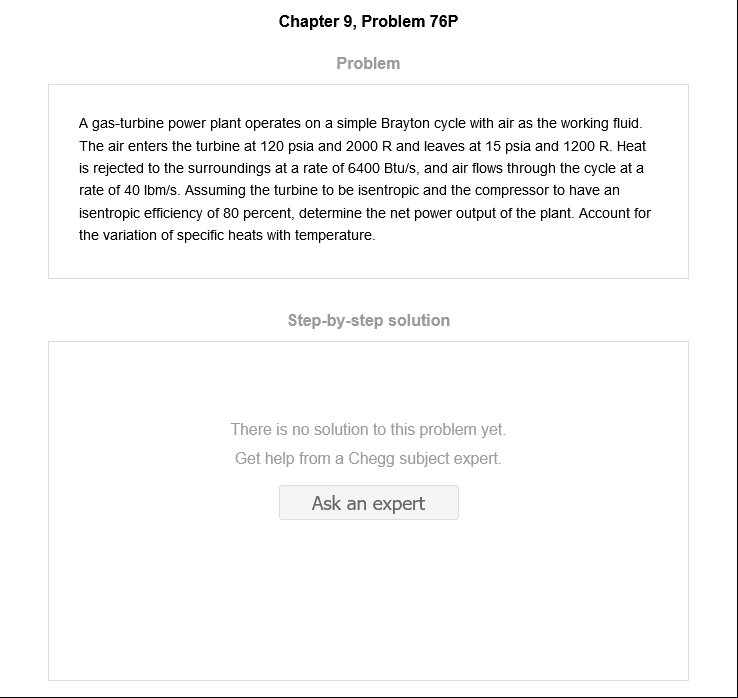 Chapter 9, Problem 76P
Problem
A gas-turbine power plant operates on a simple Brayton cycle with air as the working fluid.
The air enters the turbine at 120 psia and 2000 R and leaves at 15 psia and 1200 R. Heat
is rejected to the surroundings at a rate of 6400 Btu/s, and air flows through the cycle at a
rate of 40 lbm/s. Assuming the turbine to be isentropic and the compressor to have an
isentropic efficiency of 80 percent, determine the net power output of the plant. Account for
the variation of specific heats with temperature.
Step-by-step solution
There is no solution to this problem yet.
Get help from a Chegg subject expert.
Ask an expert